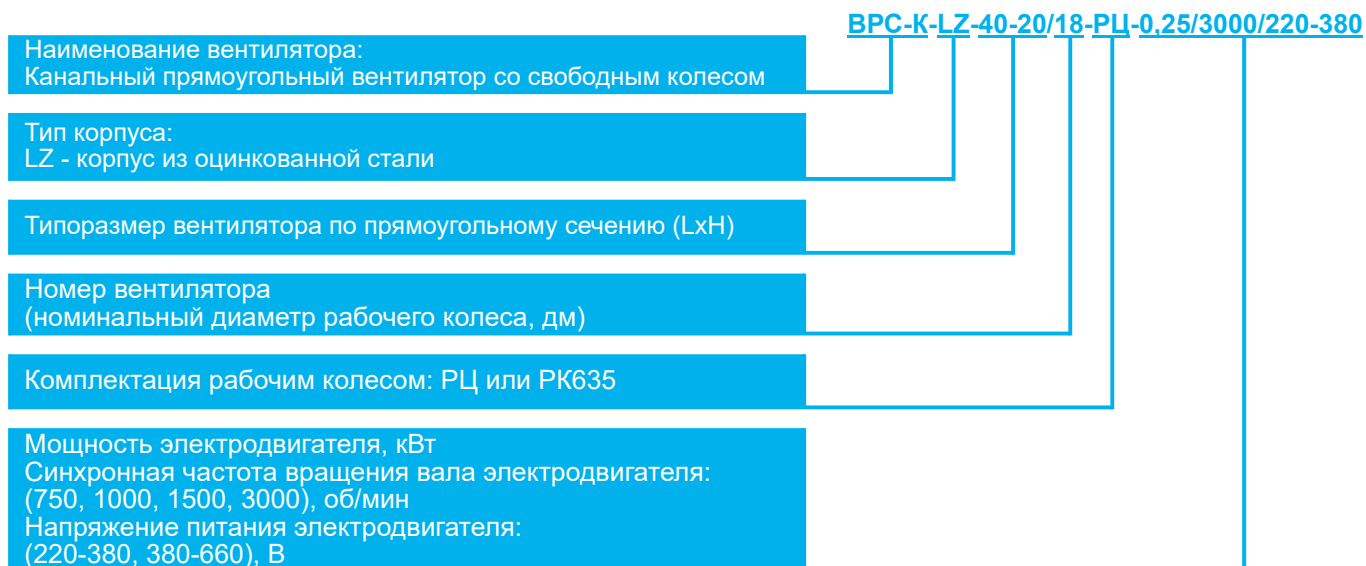 ВРС-К-LZ-40-20/18-РЦ-0,25/3000/220-380
Наименование вентилятора:
Канальный прямоугольный вентилятор со свободным колесом
Тип корпуса:
LZ - корпус из оцинкованной стали
Типоразмер вентилятора по прямоугольному сечению (LxH)
Номер вентилятора
(номинальный диаметр рабочего колеса, дм)
Комплектация рабочим колесом: РЦ или РК635
Мощность электродвигателя, кВт
Синхронная частота вращения вала электродвигателя:
(750, 1000, 1500, 3000), об/мин
Напряжение питания электродвигателя:
(220-380, 380-660), В